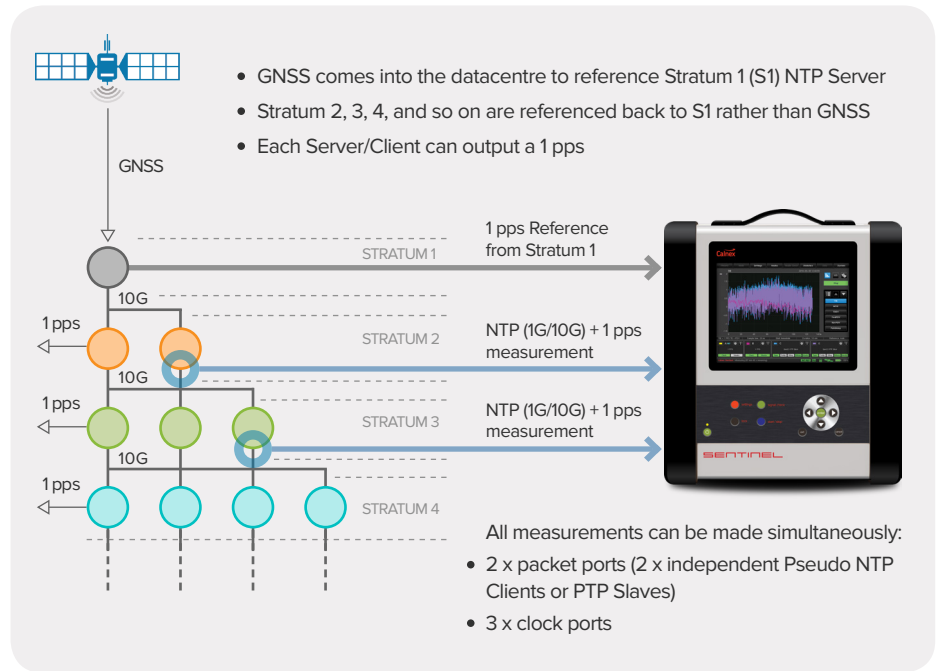 • GNSS comes into the datacentre to reference Stratum 1 (S1) NTP Server
• Stratum 2, 3, 4, and so on are referenced back to S1 rather than GNSS
• Each Server/Client can output a 1 pps
GNSS
1 pps Reference
from Stratum 1
STRATUM 1
10G
1 pps
STRATUM 2
NTP (1G/10G) + 1 pps
measurement
10G
1 pps
STRATUM 3
NTP (1G/10G) + 1 pps
measurement
10G
1 pps
STRATUM 4
Calnex
SENTINEL
All measurements can be made simultaneously:
• 2 x packet ports (2 x independent Pseudo NTP
Clients or PTP Slaves)
• 3 x clock ports